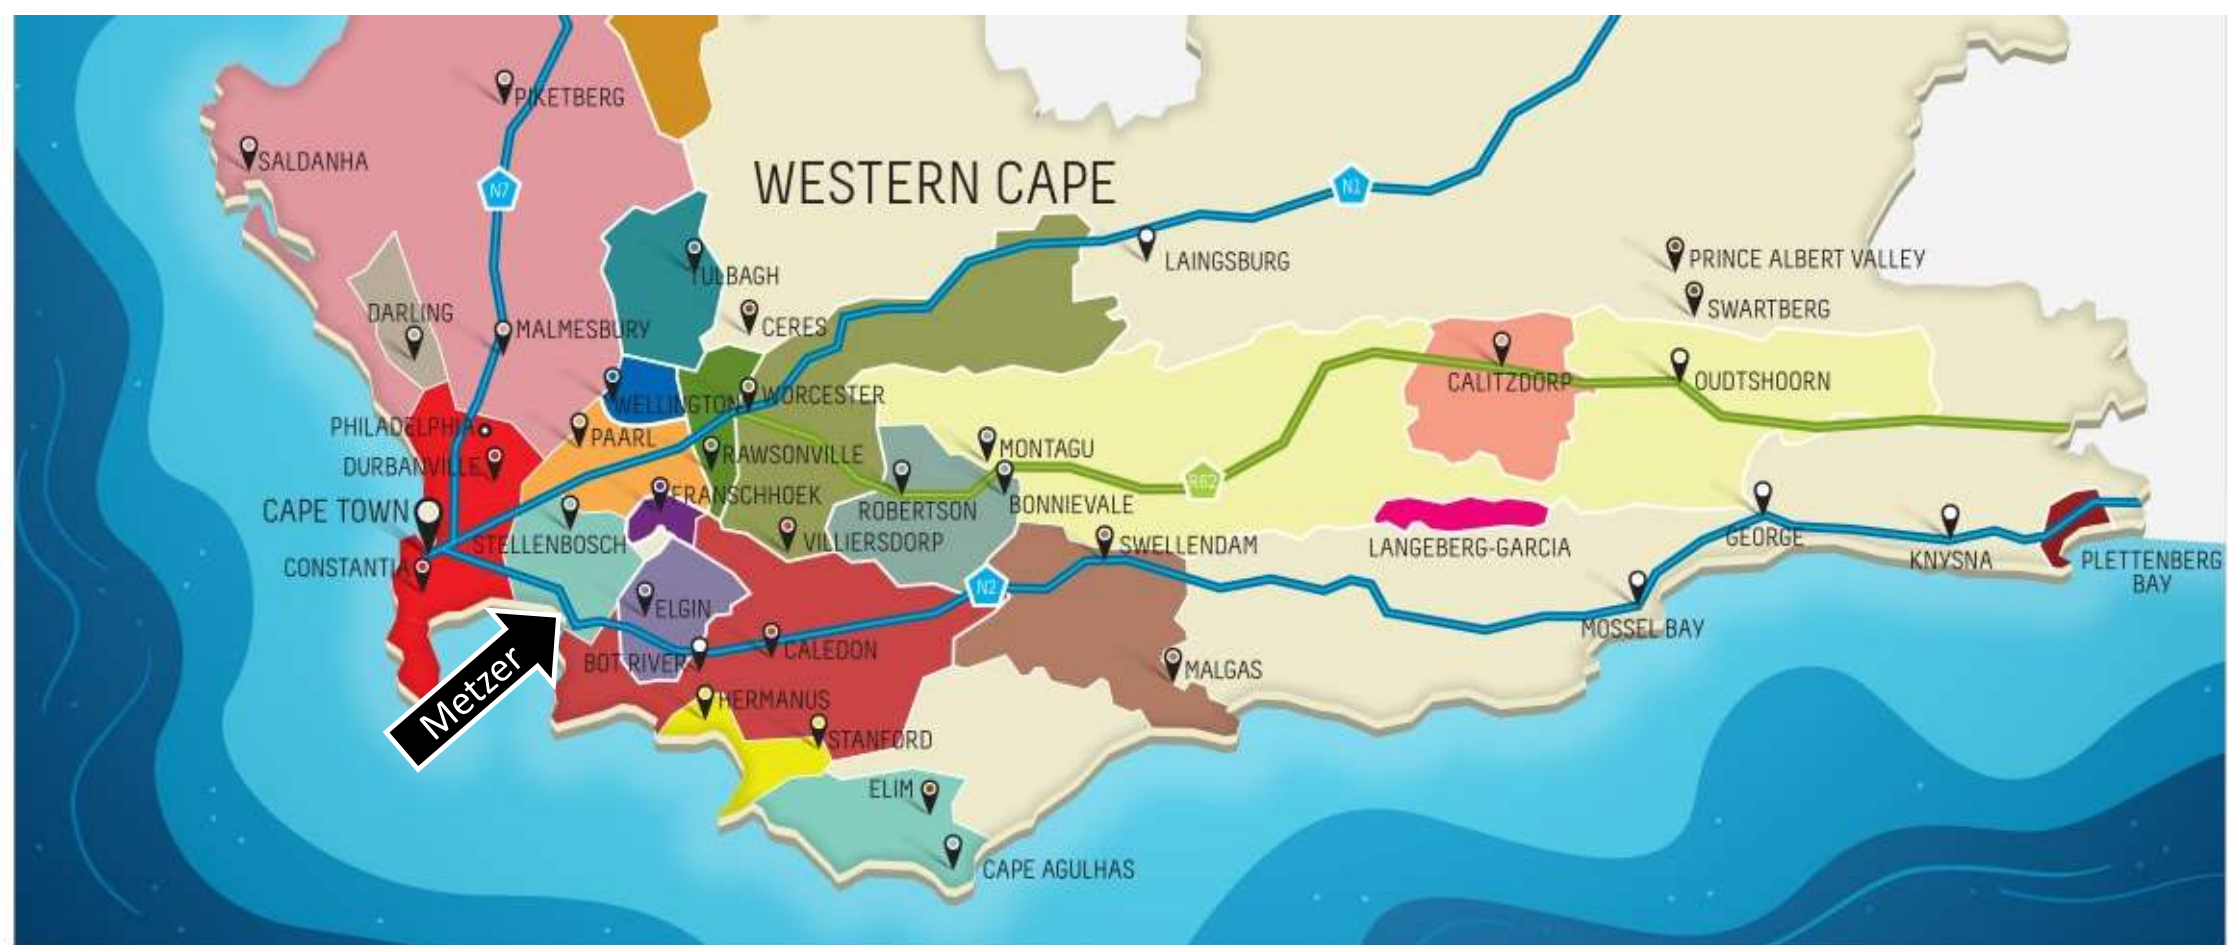 PIKETBERG
SALDANHA
N7
WESTERN CAPE
N1
TULBAGH
LAINGSBURG
PRINCE ALBERT VALLEY
SWARTBERG
DARLING
MALMESBURY
CERES
CALITZDORP
OUDTSHOORN
WELLINGTON
WORCESTER
PHILADELPHIA
PAARL
DURBANVILLE
RAWSONVILLE
MONTAGU
R62
CAPE TOWN
FRANSCHHOEK
ROBERTSON
BONNIEVALE
STELLENBOSCH
VILLIERSDORP
SWELLENDAM
LANGEBERG-GARCIA
GEORGE
KNYSNA
PLETTENBERG
BAY
CONSTANTIA
N2
ELGIN
MOSSEL BAY
BOT RIVER
CALEDON
MALGAS
Metzer
HERMANUS
STANFORD
ELIM
CAPE AGULHAS